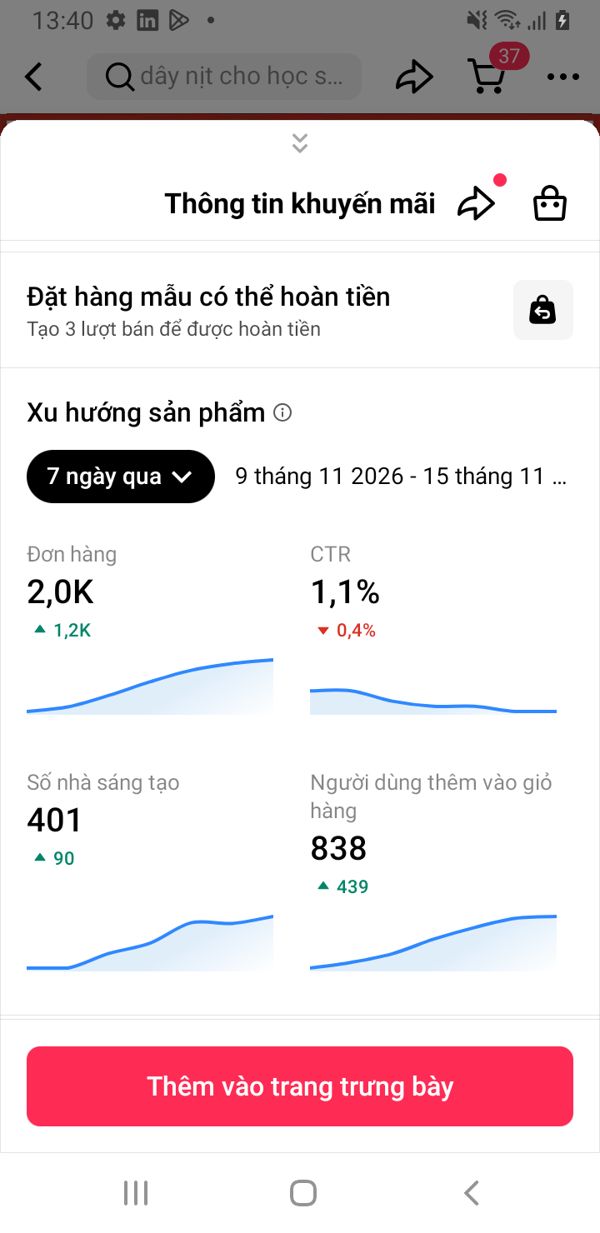 13:40
dây nịt cho học s...
37
Thông tin khuyến mãi
Đặt hàng mẫu có thể hoàn tiền
Tạo 3 lượt bán để được hoàn tiền
Xu hướng sản phẩm
7 ngày qua
9 tháng 11 2026 - 15 tháng 11 ...
Đơn hàng
2,0K
1,2K
CTR
1,1%
0,4%
Số nhà sáng tạo
401
90
Người dùng thêm vào giỏ
hàng
838
439
Thêm vào trang trưng bày